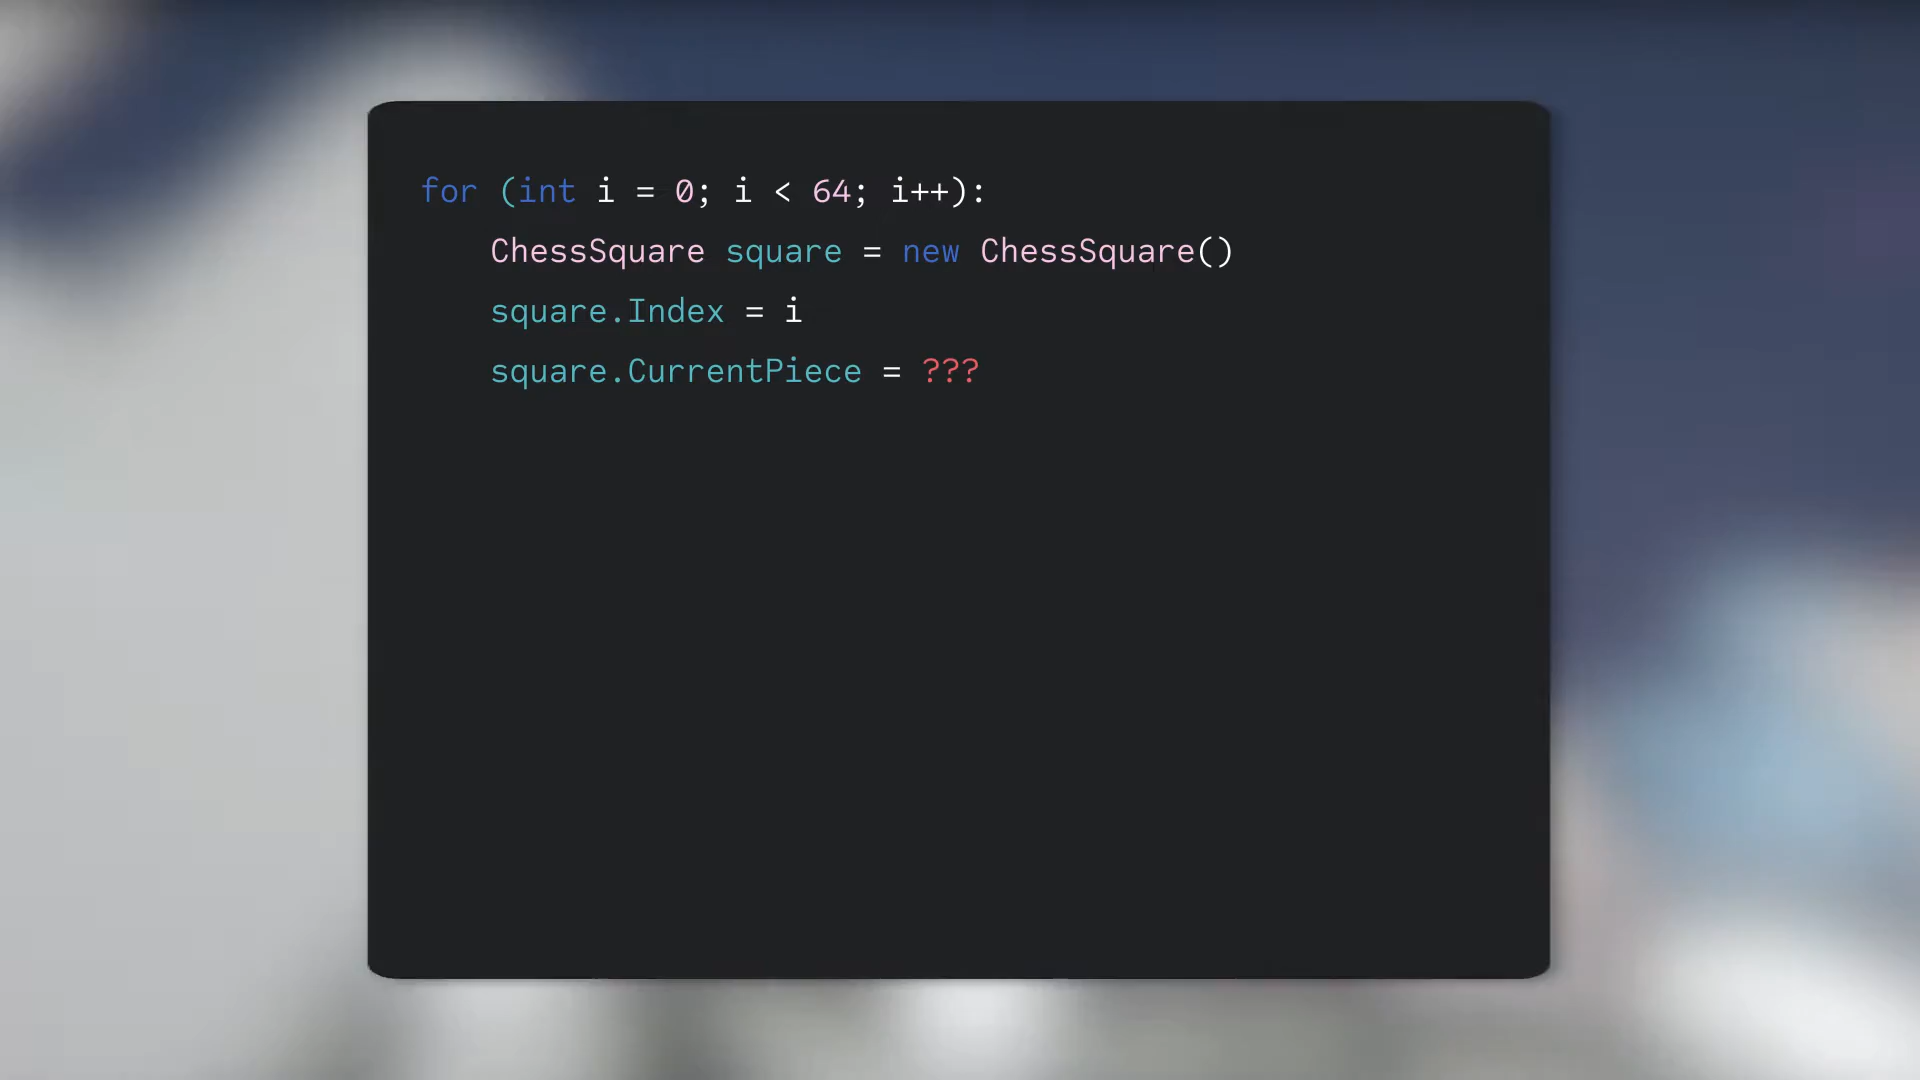 for (int i = 0; i < 64; i++):
ChessSquare square = new ChessSquare()
square.Index = i
square.CurrentPiece = ???